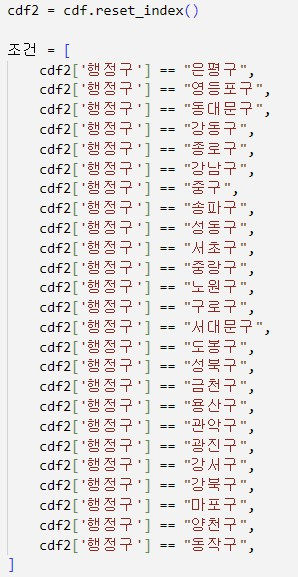 cdf2 = cdf.reset_index()
조건 = [
cdf2['행정구'] == "은평구",
cdf2['행정구'] == "영등포구",
cdf2['행정구'] == "동대문구",
cdf2['행정구'] == "강동구",
cdf2['행정구'] == "종로구",
cdf2['행정구'] == "강남구",
cdf2['행정구'] == "중구",
cdf2['행정구'] == "송파구",
cdf2['행정구'] == "성동구",
cdf2['행정구'] == "서초구",
cdf2['행정구'] == "중랑구",
cdf2['행정구'] == "노원구",
cdf2['행정구'] == "구로구",
cdf2['행정구'] == "서대문구",
cdf2['행정구'] == "도봉구",
cdf2['행정구'] == "성북구",
cdf2['행정구'] == "금천구",
cdf2['행정구'] == "용산구",
cdf2['행정구'] == "관악구",
cdf2['행정구'] == "광진구",
cdf2['행정구'] == "강서구",
cdf2['행정구'] == "강북구",
cdf2['행정구'] == "마포구",
cdf2['행정구'] == "양천구",
cdf2['행정구'] == "동작구",
]